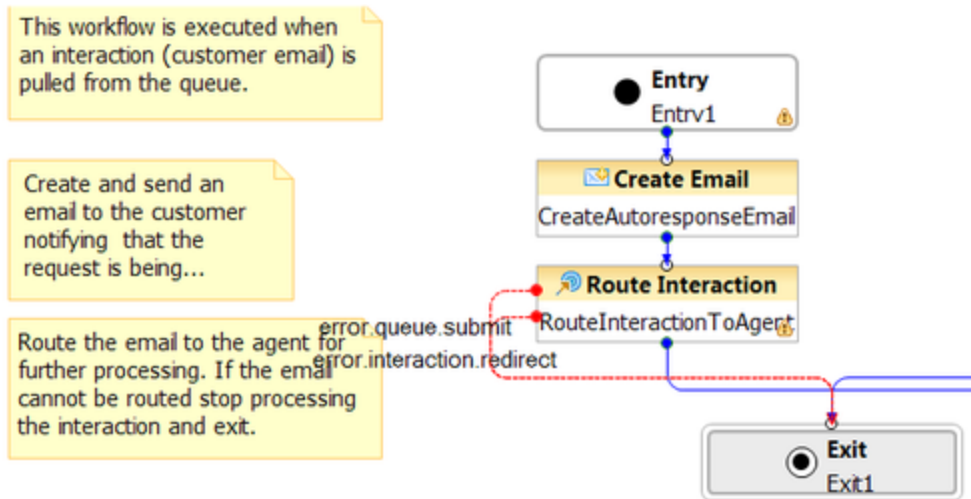 This workflow is executed when
an interaction (customer email) is
pulled from the queue.
Entry
Entry1
Create and send an
email to the customer
notifying that the
request is being...
Create Email
CreateAutoresponseEmail
Route Interaction
RouteInteractionToAgent
error.queue.submit
error.interaction.redirect
Route the email to the agent for
further processing. If the email
cannot be routed stop processing
the interaction and exit.
Exit
Exit1